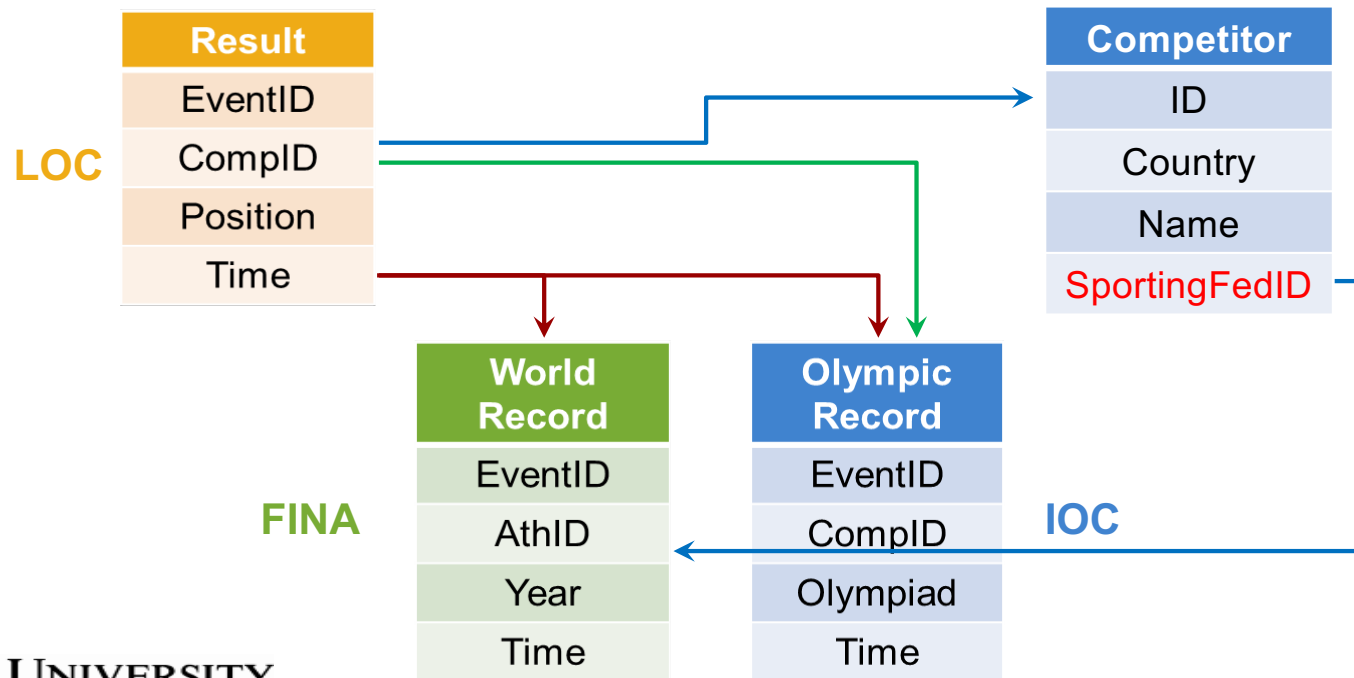 Result
EventID
CompID
Position
Time
LOC
Competitor
ID
Country
Name
SportingFedID
World
Record
EventID
AthID
Year
Time
FINA
Olympic
Record
EventID
CompID
Olympiad
Time
IOC
UNIVERSITY